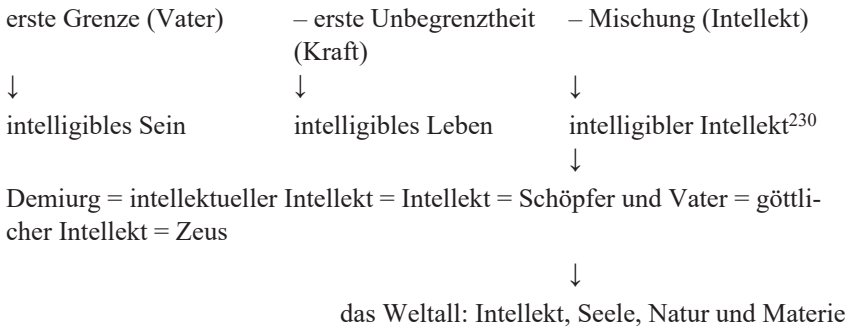 erste Grenze (Vater) – erste Unbegrenztheit – Mischung (Intellekt)
(Kraft)
↓ ↓ ↓
intelligibles Sein intelligibles Leben intelligibler Intellekt230
↓
Demiurg = intellektueller Intellekt = Intellekt = Schöpfer und Vater = göttli-
cher Intellekt = Zeus
↓
das Weltall: Intellekt, Seele, Natur und Materie